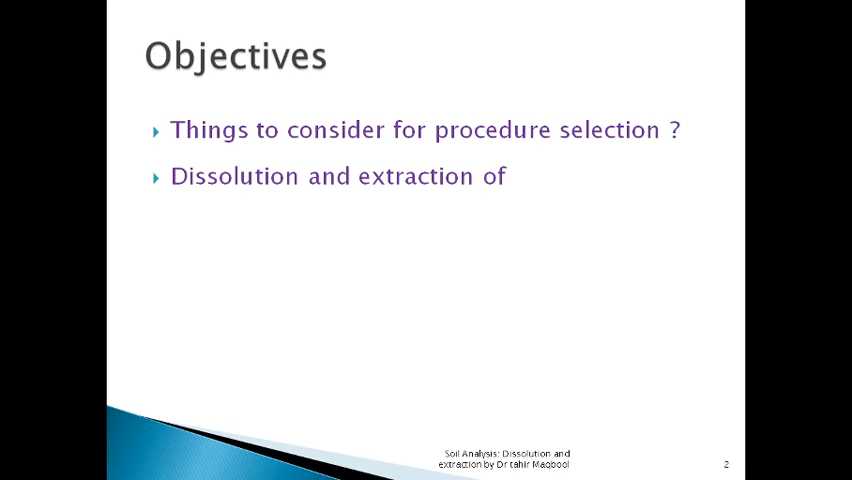 Objectives
Things to consider for procedure selection ?
Dissolution and extraction of
Soil Analysis: Dissolution and
extraction by Dr tahir Maqbool
2